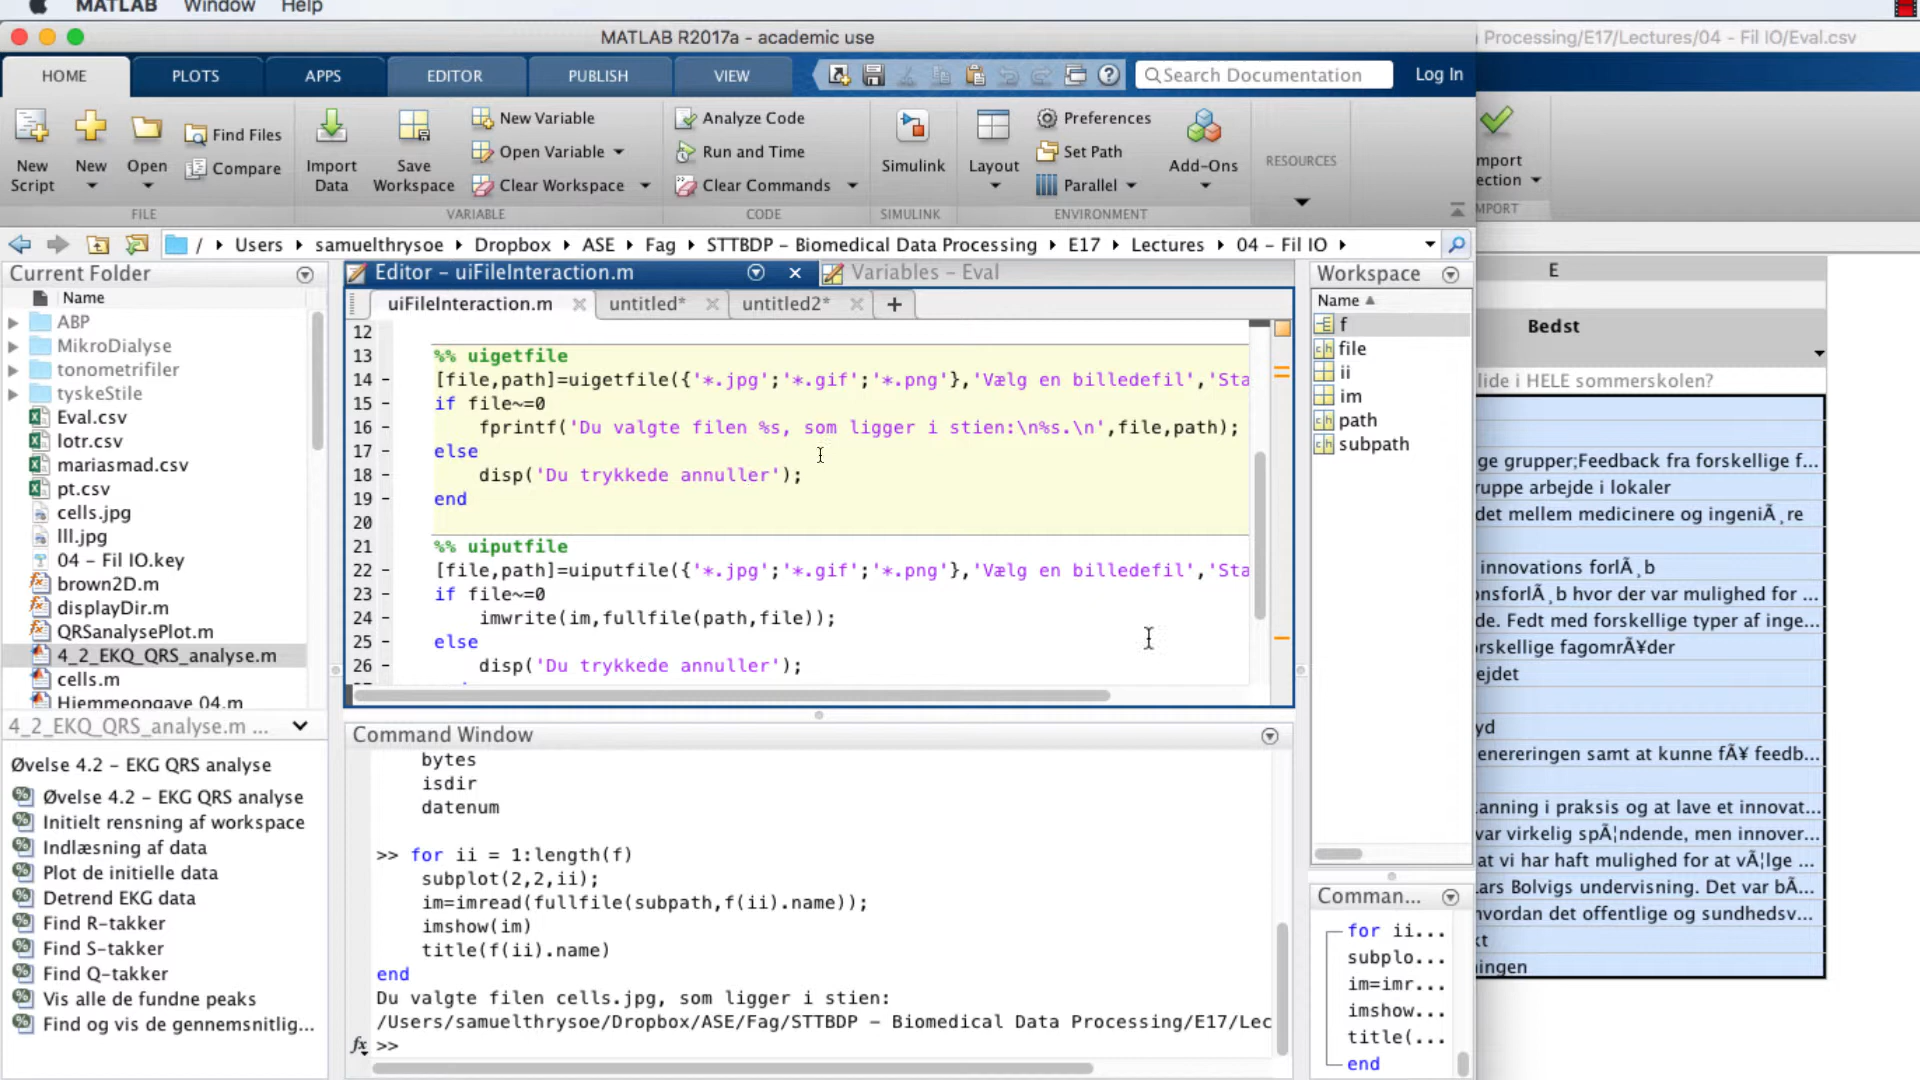 MATLAB Window Help
MATLAB R2017a - academic use
Processing/E17/Lectures/04 - Fil IO/Eval.csv
HOME PLOTS APPS EDITOR PUBLISH VIEW Search Documentation Log In
New Script
New
Open
Find Files
Compare
FILE
Import Data
Save Workspace
New Variable
Open Variable
Clear Workspace
VARIABLE
Analyze Code
Run and Time
Clear Commands
CODE
Simulink
SIMULINK
Layout
Preferences
Set Path
Parallel
Add-Ons
ENVIRONMENT
RESOURCES
/ ▸ Users ▸ samuelthrysoe ▸ Dropbox ▸ ASE ▸ Fag ▸ STTBDP - Biomedical Data Processing ▸ E17 ▸ Lectures ▸ 04 - Fil IO ▸
Current Folder
Name
ABP
MikroDialyse
tonometrifiler
tyskeStile
Eval.csv
lotr.csv
mariasmad.csv
pt.csv
cells.jpg
lll.jpg
04 - Fil IO.key
brown2D.m
displayDir.m
QRSanalysePlot.m
4_2_EKQ_QRS_analyse.m
cells.m
Hjemmeopgave 04.m
4_2_EKQ_QRS_analyse.m ...
Øvelse 4.2 - EKG QRS analyse
Øvelse 4.2 - EKG QRS analyse
Initielt rensning af workspace
Indlæsning af data
Plot de initielle data
Detrend EKG data
Find R-takker
Find S-takker
Find Q-takker
Vis alle de fundne peaks
Find og vis de gennemsnitlig...
Editor - uiFileInteraction.m
Variables - Eval
uiFileInteraction.m untitled* untitled2* +
12
13 %% uigetfile
14 - [file,path]=uigetfile({'*.jpg';'*.gif';'*.png'},'Vælg en billedefil','Sta
15 - if file~=0
16 - fprintf('Du valgte filen %s, som ligger i stien:\n%s.\n',file,path);
17 - else
18 - disp('Du trykkede annuller');
19 - end
20
21 %% uiputfile
22 - [file,path]=uiputfile({'*.jpg';'*.gif';'*.png'},'Vælg en billedefil','Sta
23 - if file~=0
24 - imwrite(im,fullfile(path,file));
25 - else
26 - disp('Du trykkede annuller');
Command Window
bytes
isdir
datenum
>> for ii = 1:length(f)
subplot(2,2,ii);
im=imread(fullfile(subpath,f(ii).name));
imshow(im)
title(f(ii).name)
end
Du valgte filen cells.jpg, som ligger i stien:
/Users/samuelthrysoe/Dropbox/ASE/Fag/STTBDP - Biomedical Data Processing/E17/Lec
fx >>
Workspace
Name
f
file
ii
im
path
subpath
Comman...
for ii...
subplo...
im=imr...
imshow...
title(...
end
mport
ection
MPORT
E
Bedst
lide i HELE sommerskolen?
ge grupper;Feedback fra forskellige f...
ruppe arbejde i lokaler
det mellem medicinere og ingeniÃ¸re
innovations forlÃ¸b
onsforlÃ¸b hvor der var mulighed for ...
de. Fedt med forskellige typer af inge...
rskellige fagomrÃ¥der
ejdet
yd
enereringen samt at kunne fÃ¥ feedb...
anning i praksis og at lave et innovat...
var virkelig spÃ¦ndende, men innover...
at vi har haft mulighed for at vÃ¦lge ...
ars Bolvigs undervisning. Det var bÃ...
hvordan det offentlige og sundhedsv...
kt
ningen